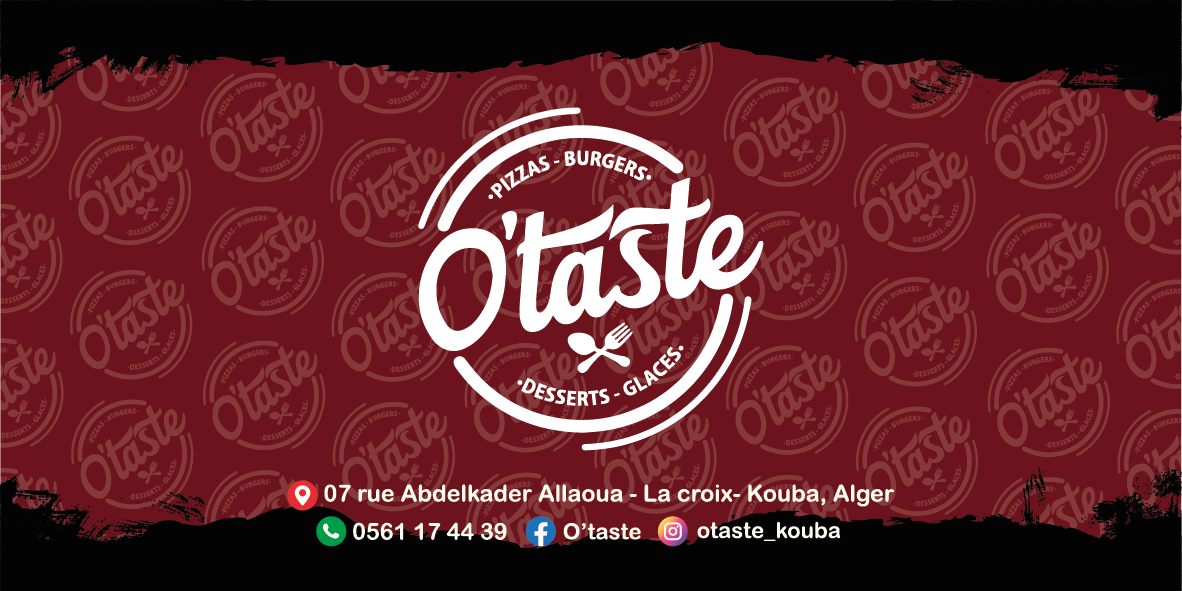 ·PIZZAS - BURGERS·
O'taste
·DESSERTS - GLACES·
07 rue Abdelkader Allaoua - La croix- Kouba, Alger
0561 17 44 39 O'taste otaste_kouba